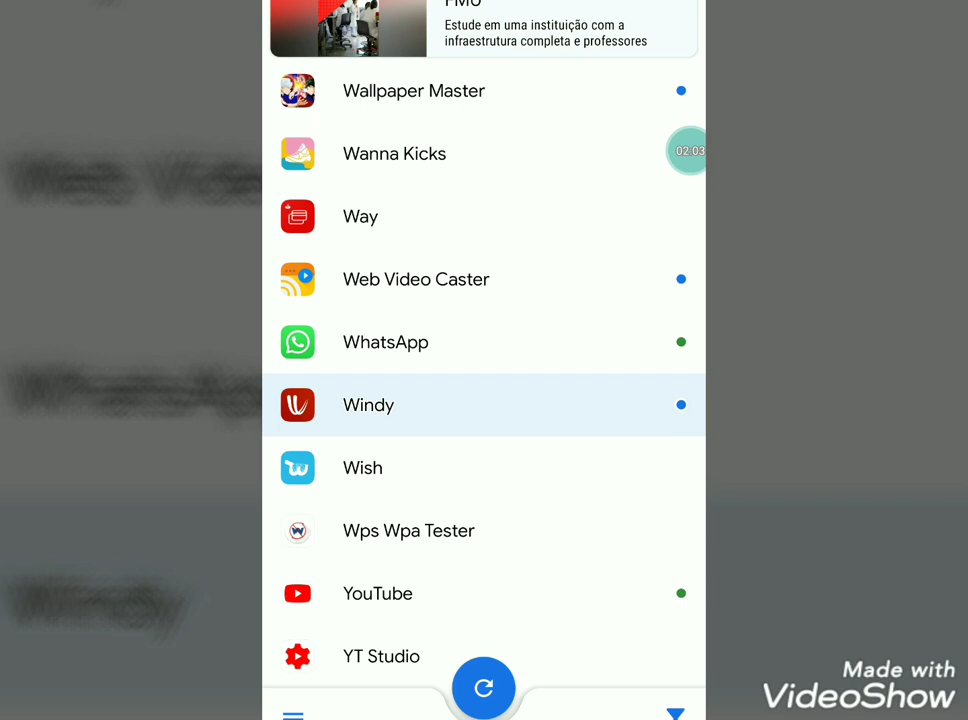 Estude em uma instituição com a
infraestrutura completa e professores
Wallpaper Master
Wanna Kicks
02:03
Way
Web Video Caster
WhatsApp
Windy
Wish
Wps Wpa Tester
YouTube
YT Studio
Made with
VideoShow